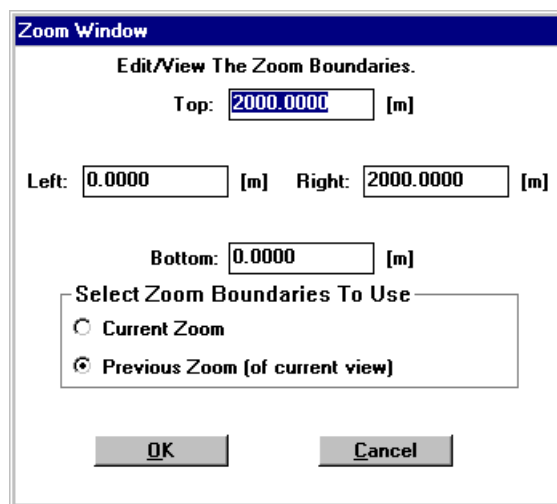 Zoom Window
Edit/View The Zoom Boundaries.
Top: 2000.0000 [m]
Left: 0.0000 [m] Right: 2000.0000 [m]
Bottom: 0.0000 [m]
Select Zoom Boundaries To Use
Current Zoom
Previous Zoom (of current view)
OK Cancel